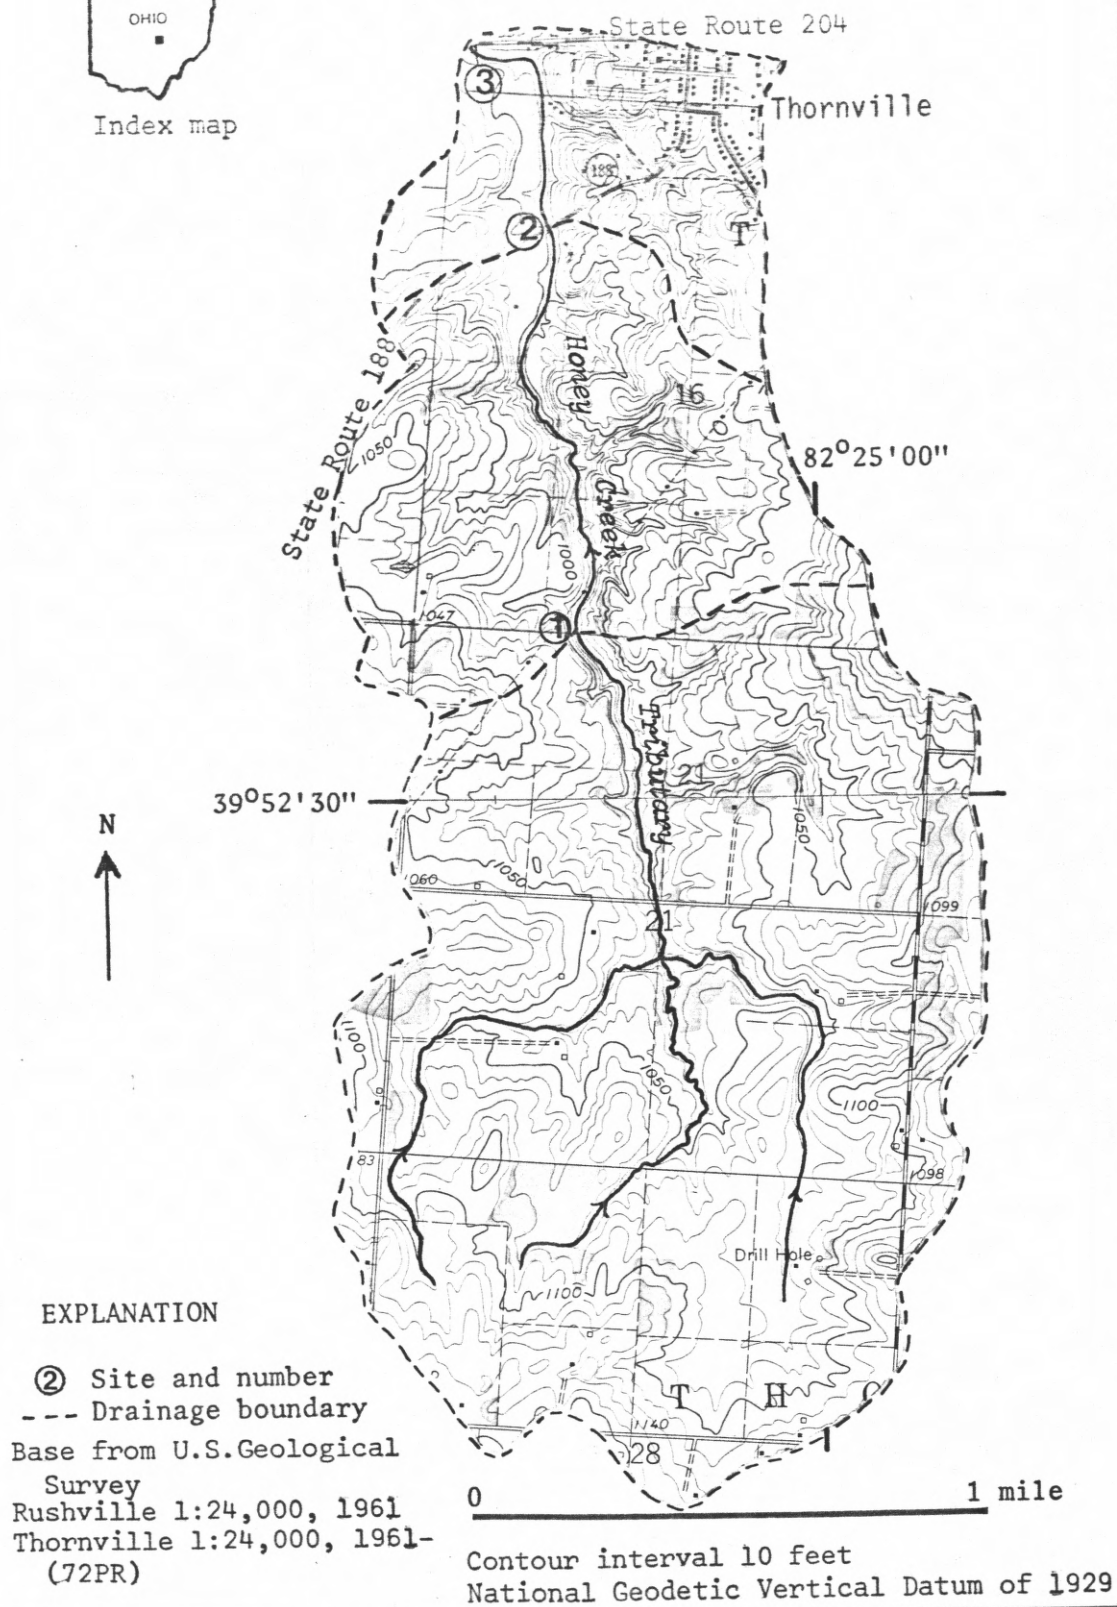 OHIO
Index map
State Route 204
3
Thornville
188
2
T
State Route 188
Honey
16
1050
82°25'00"
Creek
1000
1047
1
Tributary
21
39°52'30"
N
1050
1050
1060
1099
21
1100
1050
1100
83
1098
Drill Hole
1100
EXPLANATION
② Site and number
--- Drainage boundary
T H
1140
28
Base from U.S.Geological
Survey
Rushville 1:24,000, 1961
Thornville 1:24,000, 1961-
(72PR)
0 1 mile
Contour interval 10 feet
National Geodetic Vertical Datum of 1929